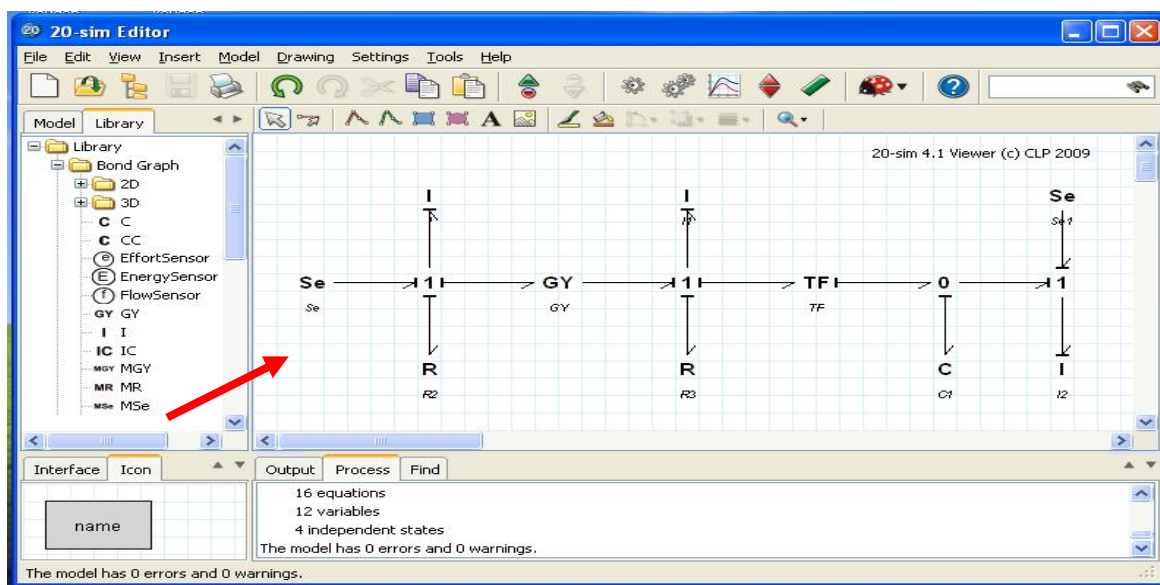 20-sim Editor
File Edit View Insert Model Drawing Settings Tools Help
Model Library
Library
Bond Graph
2D
3D
C C
C CC
e EffortSensor
E EnergySensor
f FlowSensor
GY GY
I I
IC IC
MGY MGY
MR MR
MSe MSe
20-sim 4.1 Viewer (c) CLP 2009
I I Se
Se1
Se 1 GY 1 TF 0 1
Se GY TF
R R C I
R2 R3 C1 I2
Interface Icon
name
Output Process Find
16 equations
12 variables
4 independent states
The model has 0 errors and 0 warnings.
The model has 0 errors and 0 warnings.